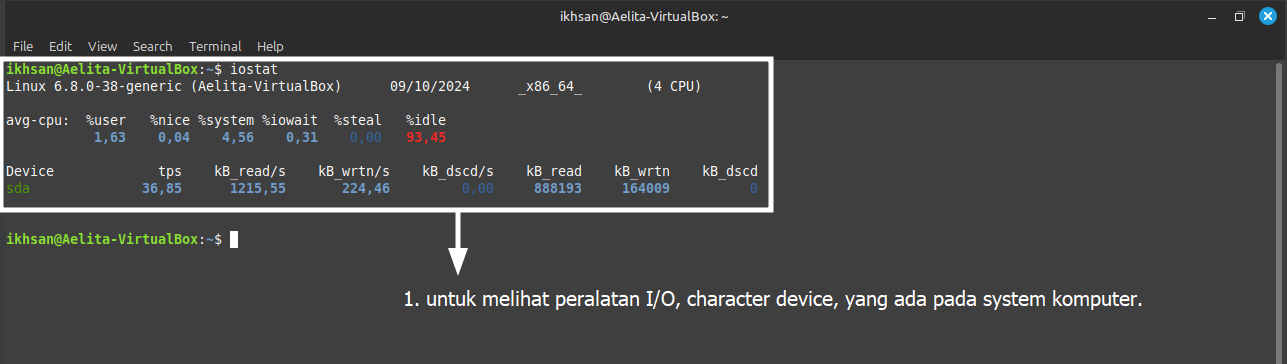 ikhsan@Aelita-VirtualBox: ~
File Edit View Search Terminal Help
ikhsan@Aelita-VirtualBox:~$ iostat
Linux 6.8.0-38-generic (Aelita-VirtualBox) 09/10/2024 _x86_64_ (4 CPU)
avg-cpu: %user %nice %system %iowait %steal %idle
1,63 0,04 4,56 0,31 0,00 93,45
Device tps kB_read/s kB_wrtn/s kB_dscd/s kB_read kB_wrtn kB_dscd
sda 36,85 1215,55 224,46 0,00 888193 164009 0
ikhsan@Aelita-VirtualBox:~$
1. untuk melihat peralatan I/O, character device, yang ada pada system komputer.